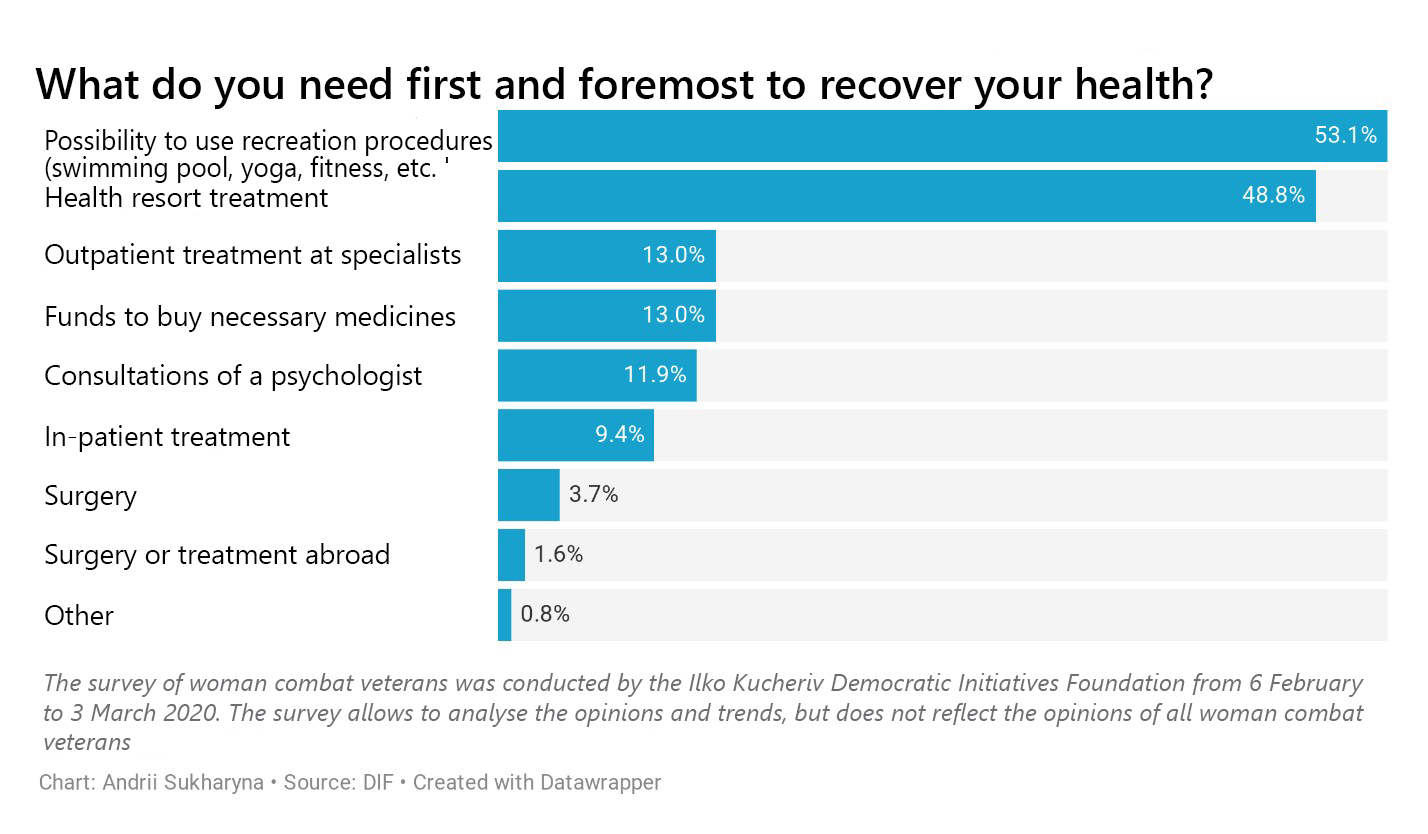 What do you need first and foremost to recover your health?
Possibility to use recreation procedures
(swimming pool, yoga, fitness, etc. '
53.1%
Health resort treatment
48.8%
Outpatient treatment at specialists
13.0%
Funds to buy necessary medicines
13.0%
Consultations of a psychologist
11.9%
In-patient treatment
9.4%
Surgery
3.7%
Surgery or treatment abroad
1.6%
Other
0.8%
The survey of woman combat veterans was conducted by the Ilko Kucheriv Democratic Initiatives Foundation from 6 February
to 3 March 2020. The survey allows to analyse the opinions and trends, but does not reflect the opinions of all woman combat
veterans
Chart: Andrii Sukharyna • Source: DIF • Created with Datawrapper